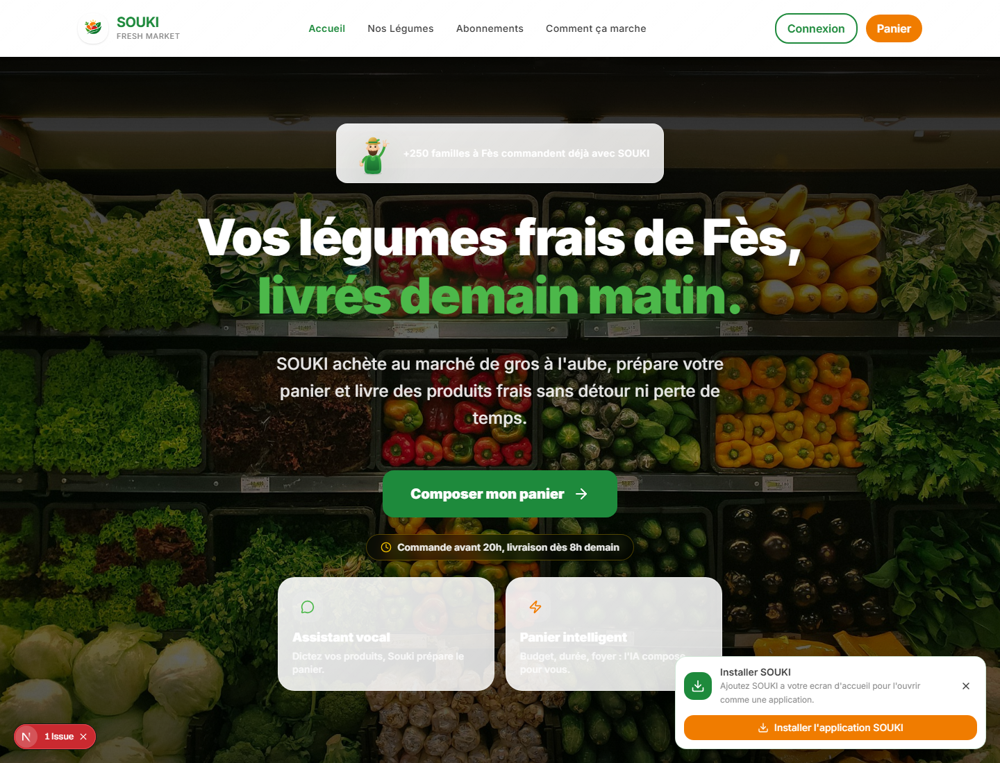 SOUKI
FRESH MARKET
Accueil
Nos Légumes
Abonnements
Comment ça marche
Connexion
Panier
+250 familles à Fès commandent déjà avec SOUKI
Vos légumes frais de Fès,
livrés demain matin.
SOUKI achète au marché de gros à l'aube, prépare votre
panier et livre des produits frais sans détour ni perte de
temps.
Composer mon panier
Commande avant 20h, livraison dès 8h demain
Assistant vocal
Dictez vos produits, Souki prépare le
panier.
Panier intelligent
Budget, durée, foyer : l'IA compose
pour vous.
Installer SOUKI
Ajoutez SOUKI a votre ecran d'accueil pour l'ouvrir
comme une application.
Installer l'application SOUKI
N
1 Issue